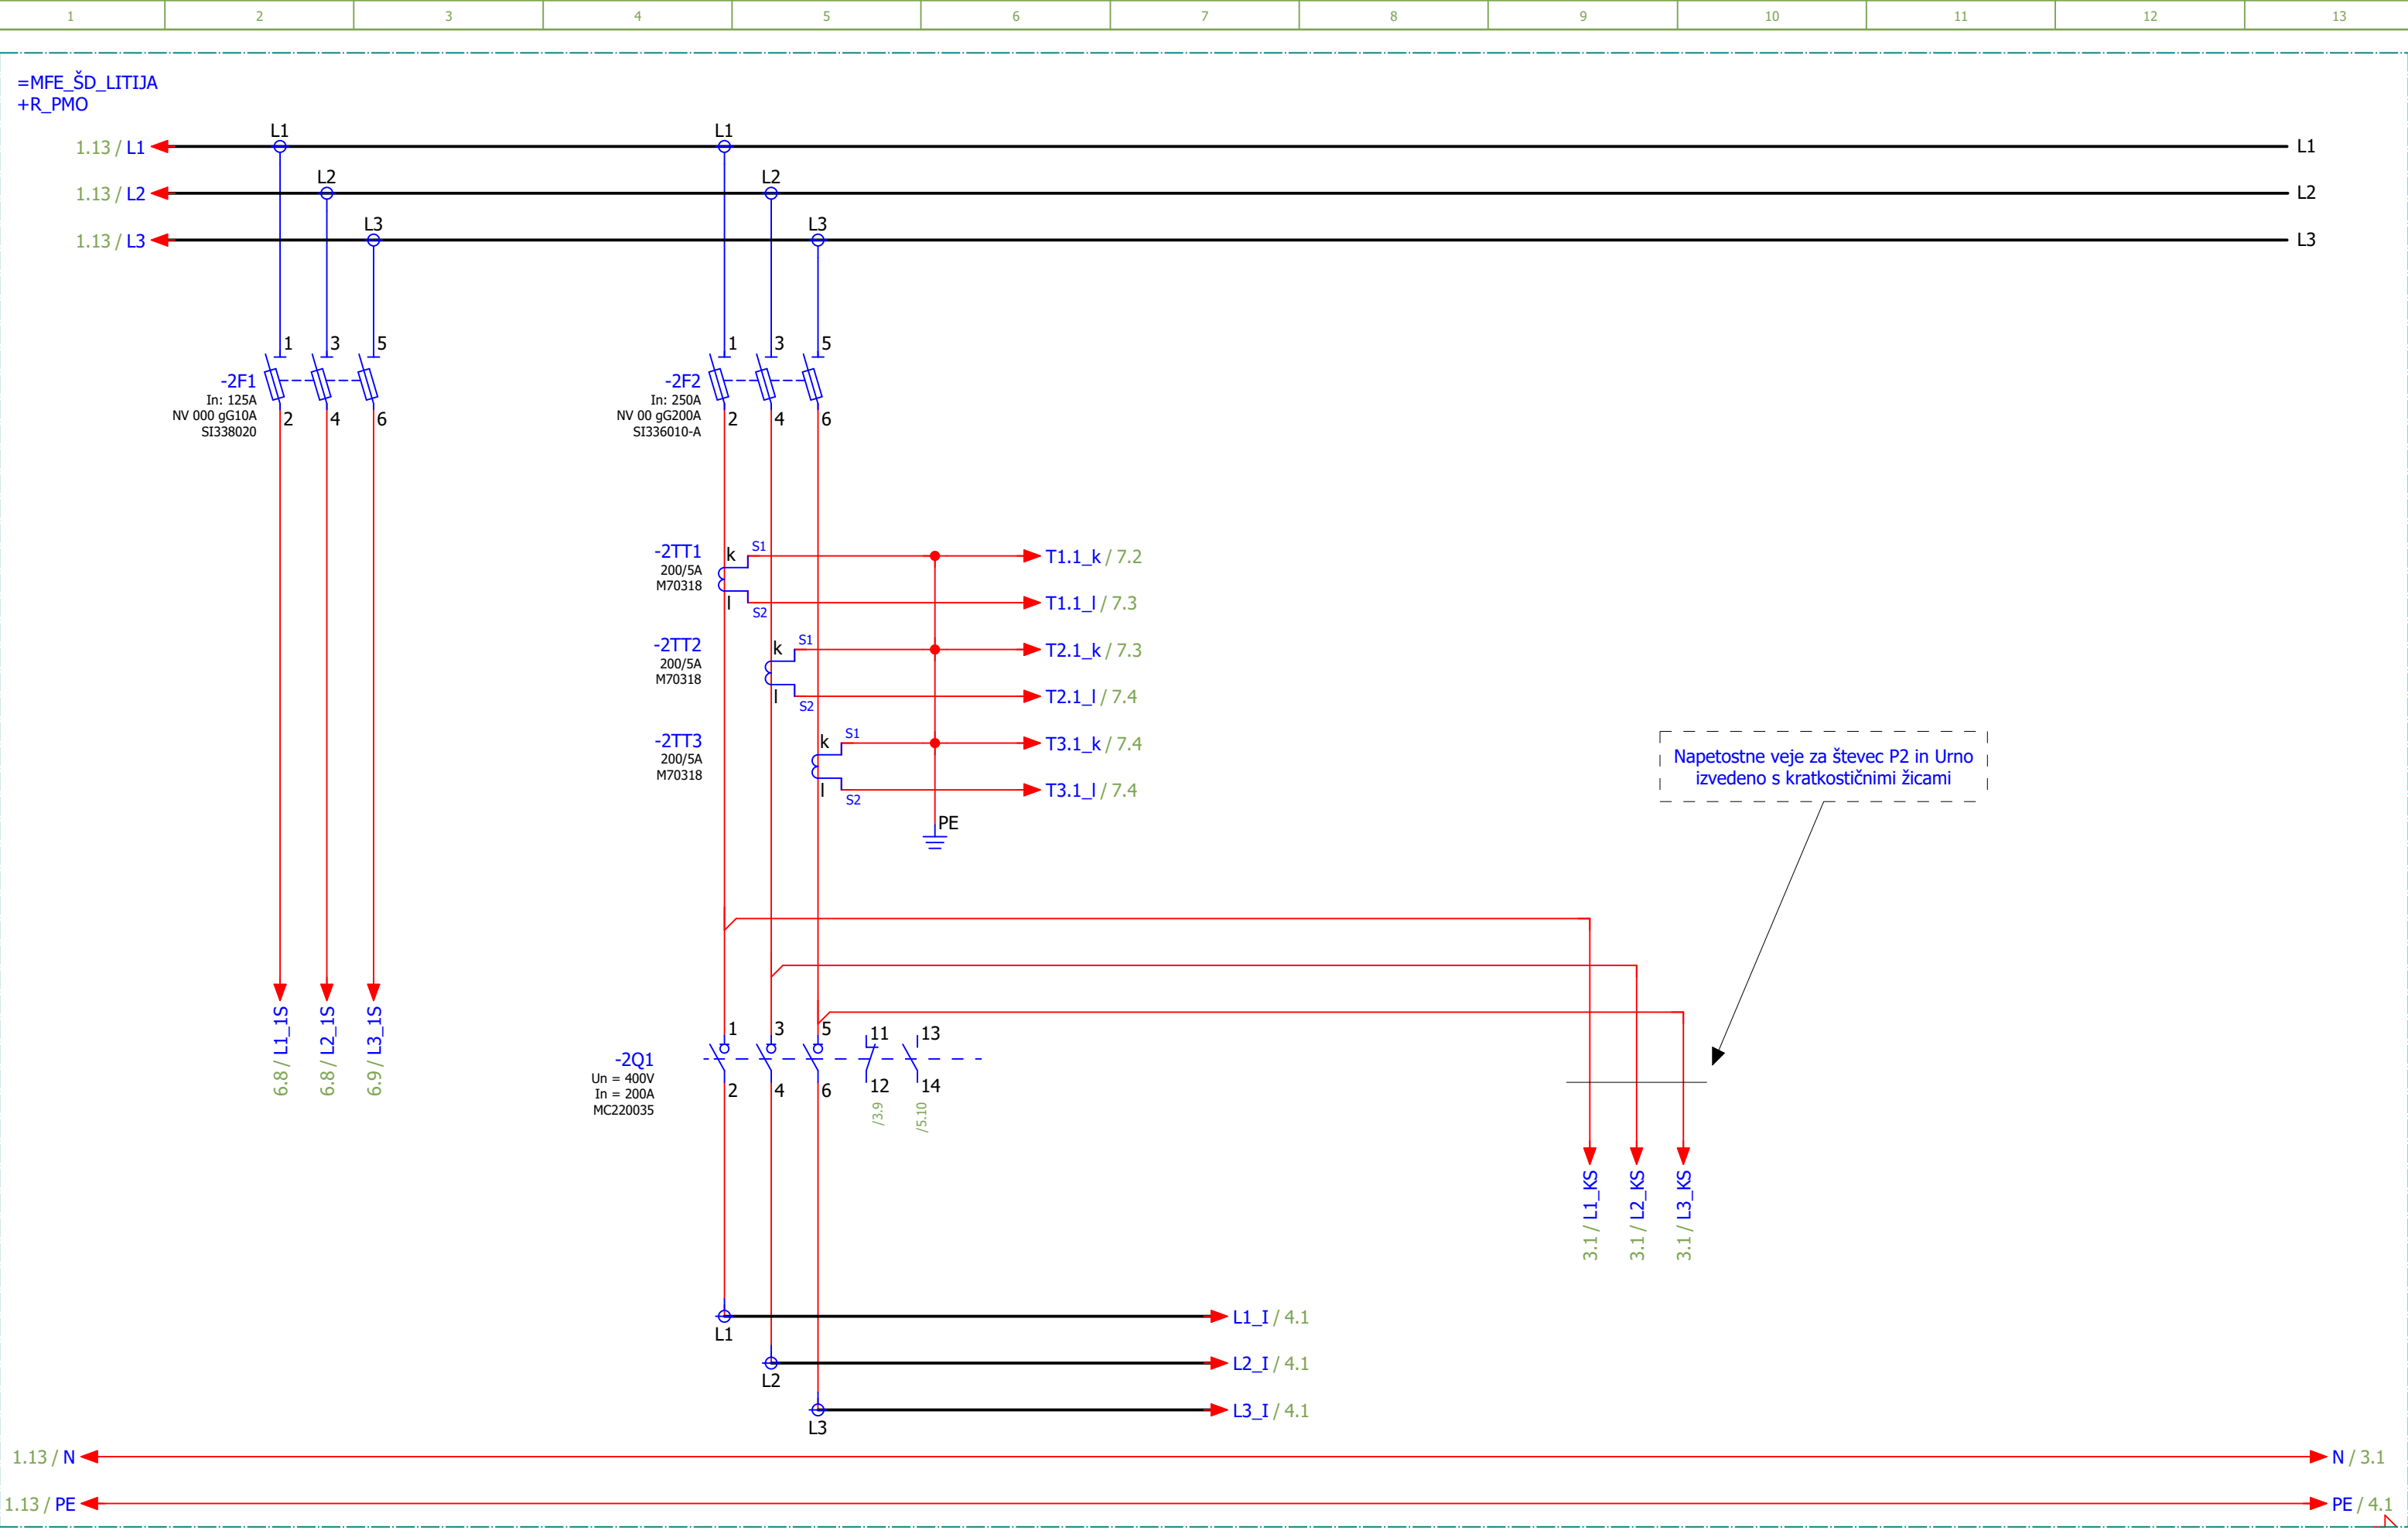 1 2 3 4 5 6 7 8 9 10 11 12 13
=MFE_ŠD_LITIJA
+R_PMO
L1 L1
1.13 / L1 L1
L2 L2
1.13 / L2 L2
L3 L3
1.13 / L3 L3
1 3 5 1 3 5
-2F1
In: 125A
NV 000 gG10A
SI338020
2 4 6
-2F2
In: 250A
NV 00 gG200A
SI336010-A
2 4 6
-2TT1
200/5A
M70318
k S1 T1.1_k / 7.2
l S2 T1.1_l / 7.3
-2TT2
200/5A
M70318
k S1 T2.1_k / 7.3
l S2 T2.1_l / 7.4
-2TT3
200/5A
M70318
k S1 T3.1_k / 7.4
l S2 T3.1_l / 7.4
PE
Napetostne veje za števec P2 in Urno
izvedeno s kratkostičnimi žicami
6.8 / L1_1S
6.8 / L2_1S
6.9 / L3_1S
1 3 5 11 13
-2Q1
Un = 400V
In = 200A
MC220035
2 4 6 12 14
/3.9
/5.10
3.1 / L1_KS
3.1 / L2_KS
3.1 / L3_KS
L1_I / 4.1
L1
L2_I / 4.1
L2
L3_I / 4.1
L3
1.13 / N N / 3.1
1.13 / PE PE / 4.1